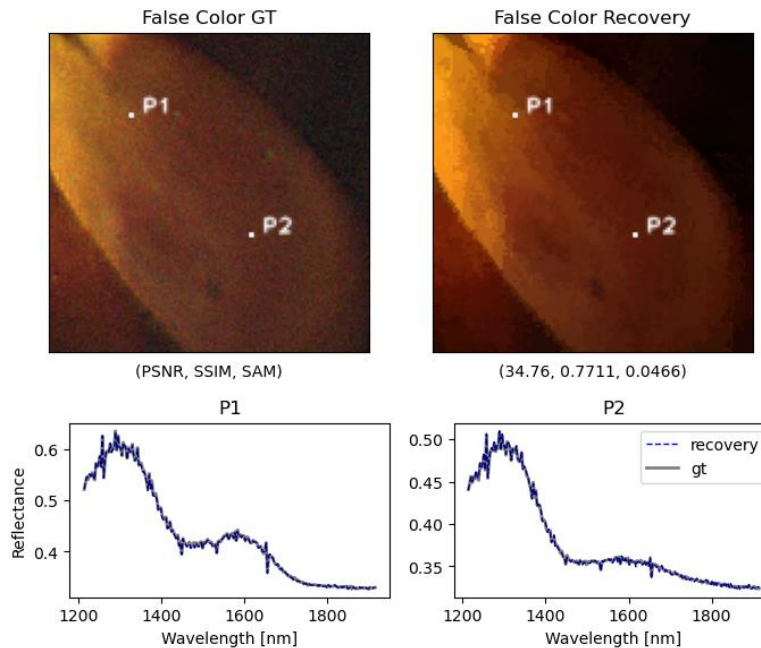 False Color GT
False Color Recovery
P1
P2
P1
P2
(PSNR, SSIM, SAM)
(34.76, 0.7711, 0.0466)
P1
P2
Reflectance
0.6
0.5
0.4
1200
1400
1600
1800
Wavelength [nm]
0.50
0.45
0.40
0.35
recovery
gt
1200
1400
1600
1800
Wavelength [nm]